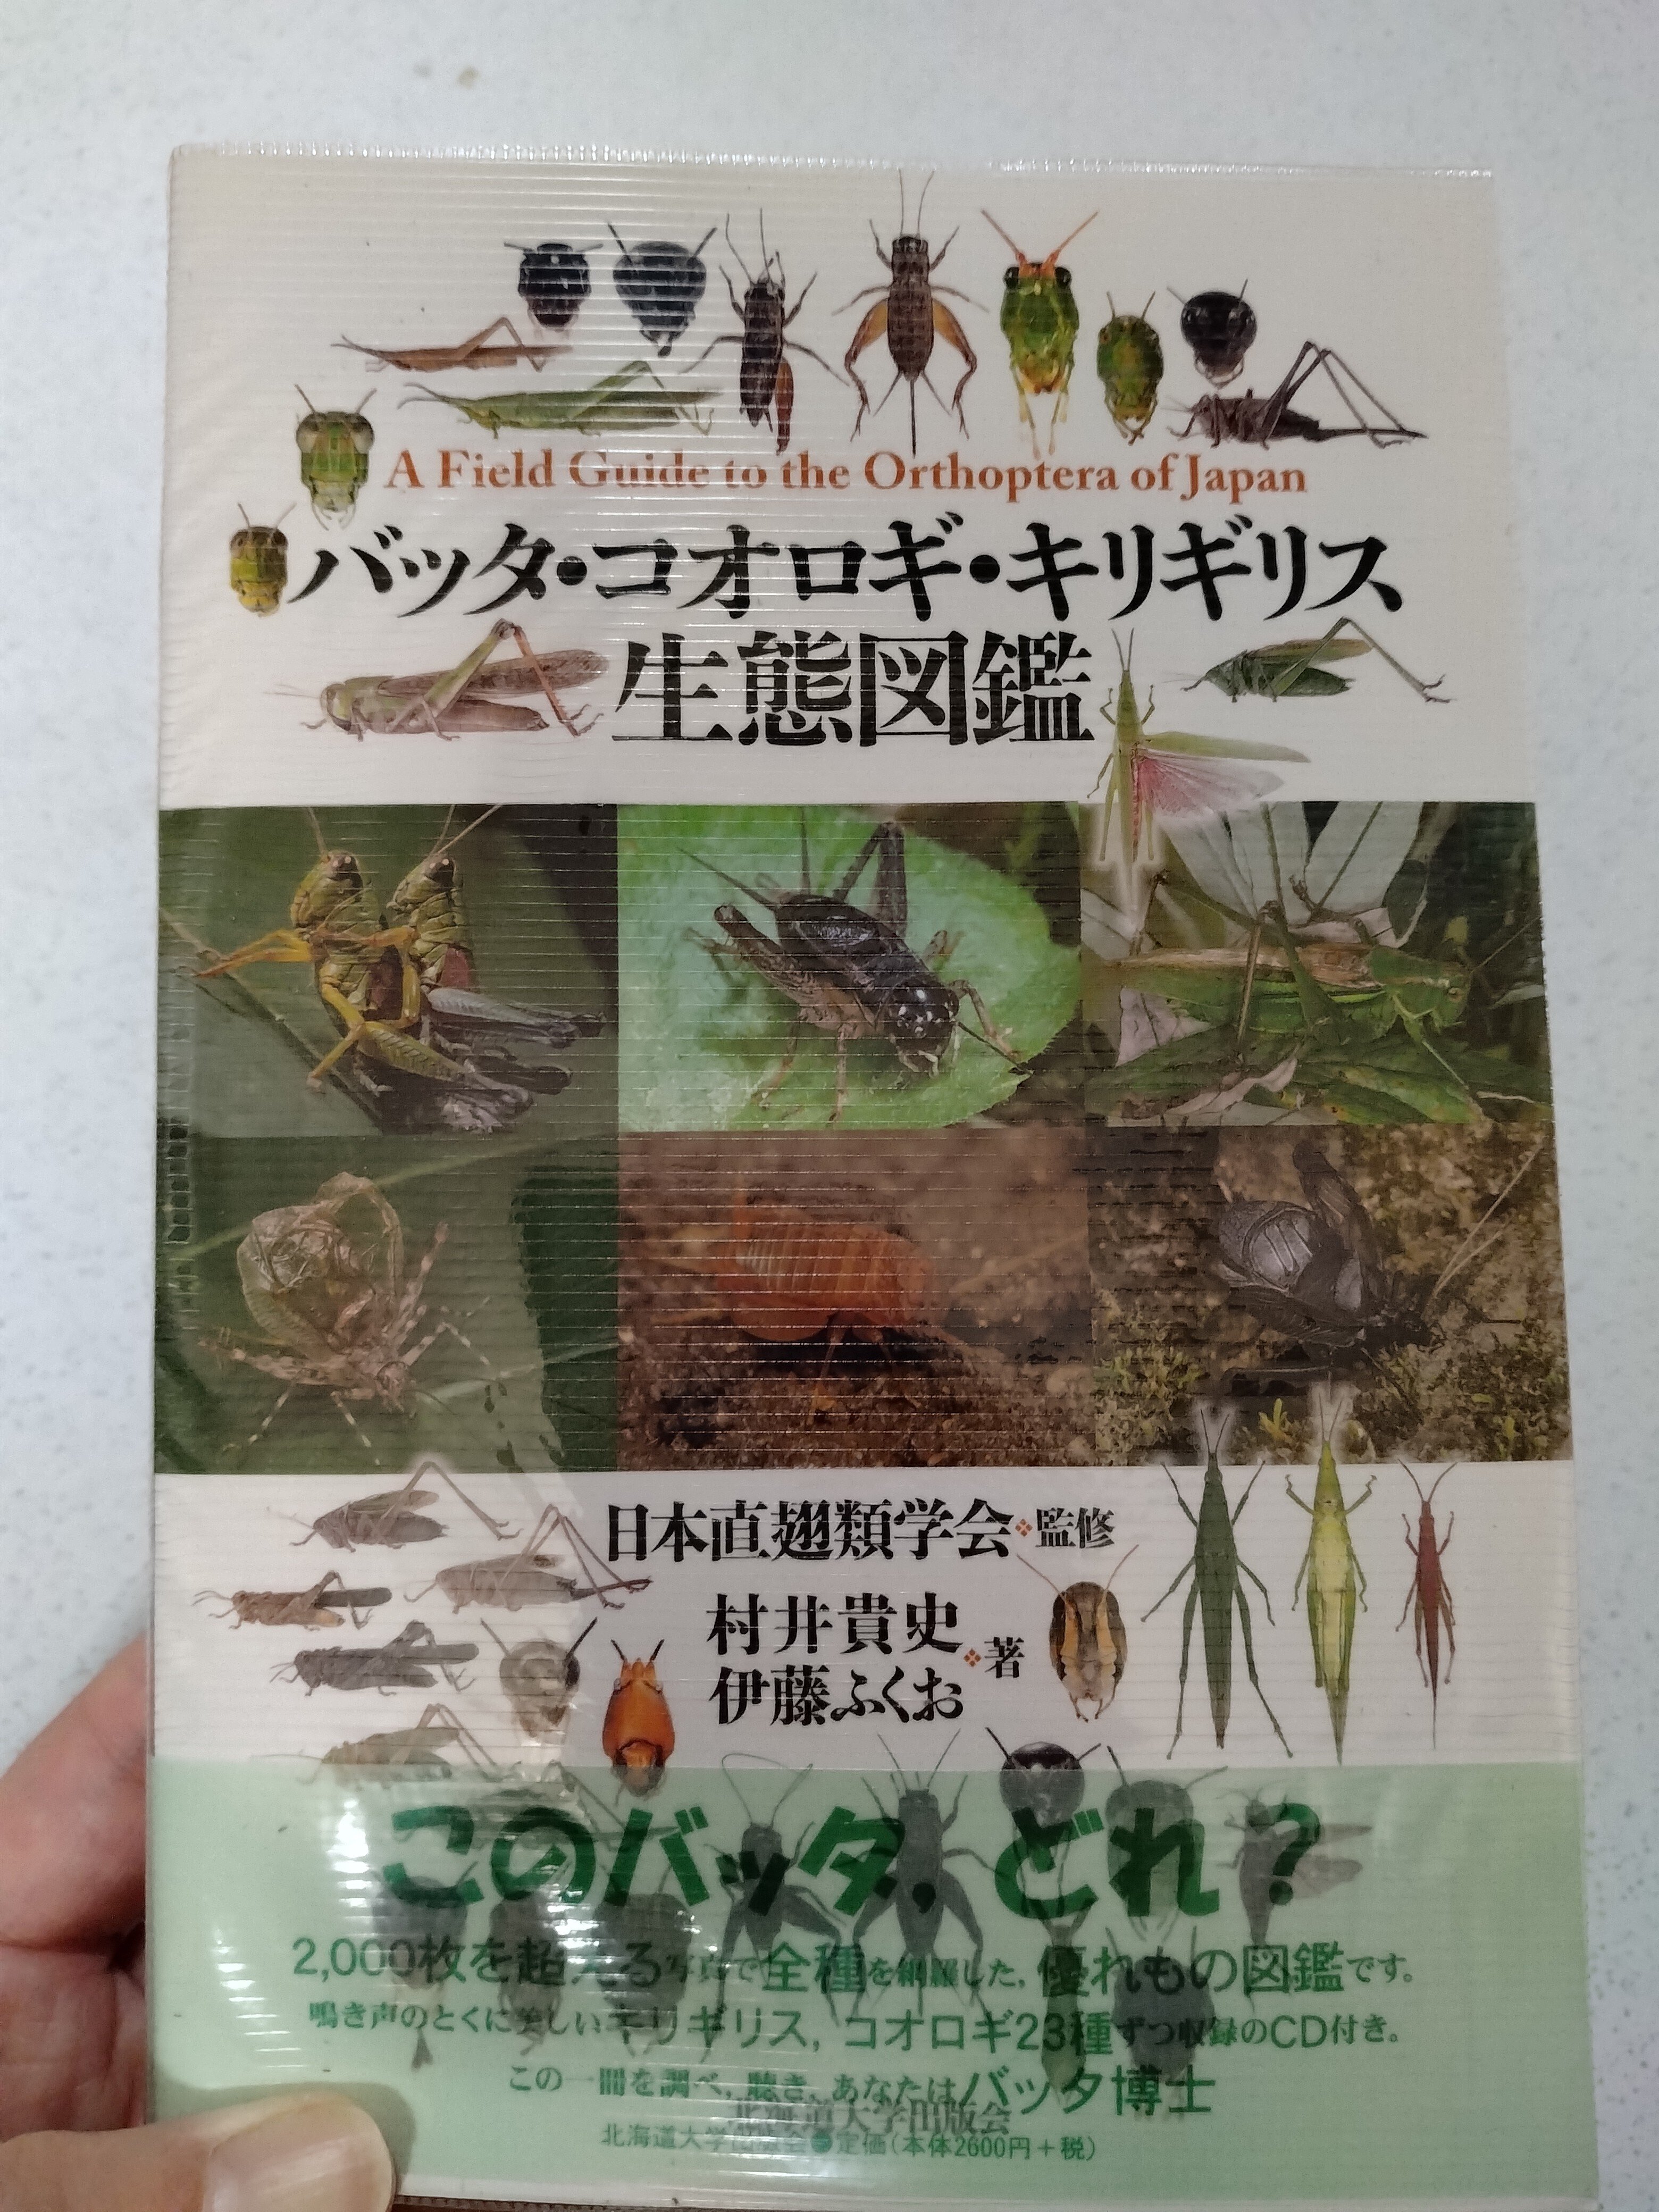 A Field Guide to the Orthoptera of Japan
バッタ・コオロギ・キリギリス
生態図鑑
日本直翅類学会❖監修
村井貴史
伊藤ふくお❖著
このバッタ，どれ？
2,000枚を超える写真で全種を網羅した，優れもの図鑑です。
鳴き声のとくに美しいキリギリス，コオロギ23種ずつ収録のCD付き。
この一冊を調べ，聴き，あなたはバッタ博士
北海道大学出版会
北海道大学出版会●定価（本体2600円＋税）